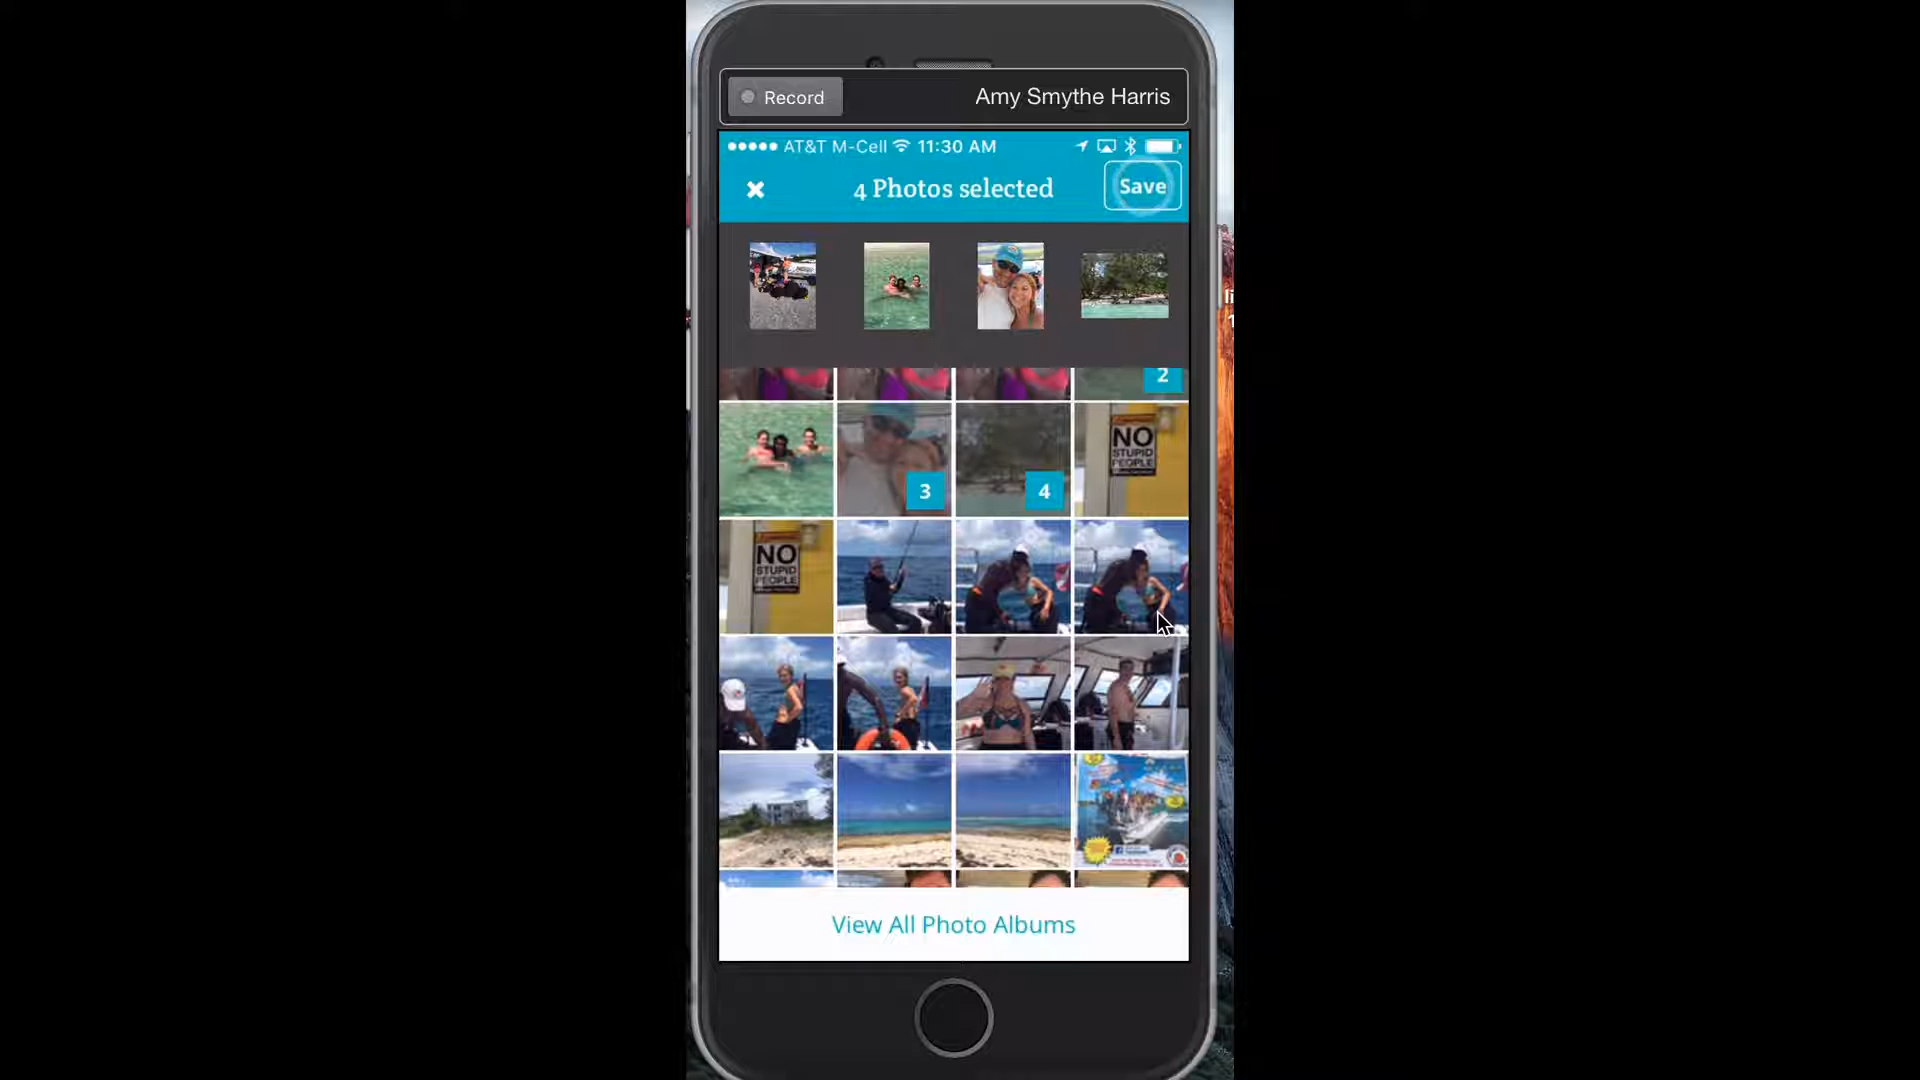 Record
Amy Smythe Harris
AT&T M-Cell 11:30 AM
4 Photos selected
Save
2
3
4
NO
STUPID
PEOPLE
NO
STUPID
PEOPLE
View All Photo Albums